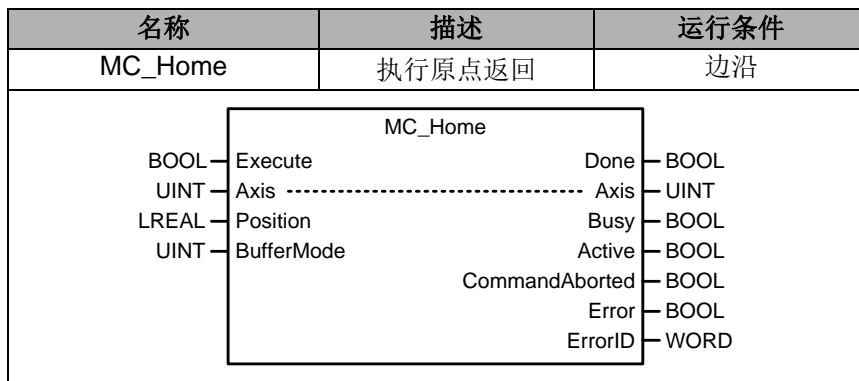 名称 描述 运行条件
MC_Home 执行原点返回 边沿
MC_Home
BOOL Execute Done BOOL
UINT Axis Axis UINT
LREAL Position Busy BOOL
UINT BufferMode Active BOOL
CommandAborted BOOL
Error BOOL
ErrorID WORD